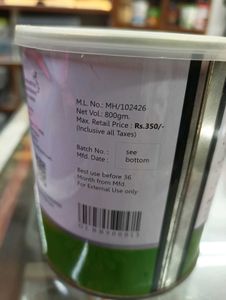 M.L. No.: MH/102426
Net Vol.: 800gm.
Max. Retail Price : Rs.350/-
(Inclusive all Taxes)
Batch No. : see
Mfd. Date : bottom
Best use before 36
Month from Mfd
For External Use only